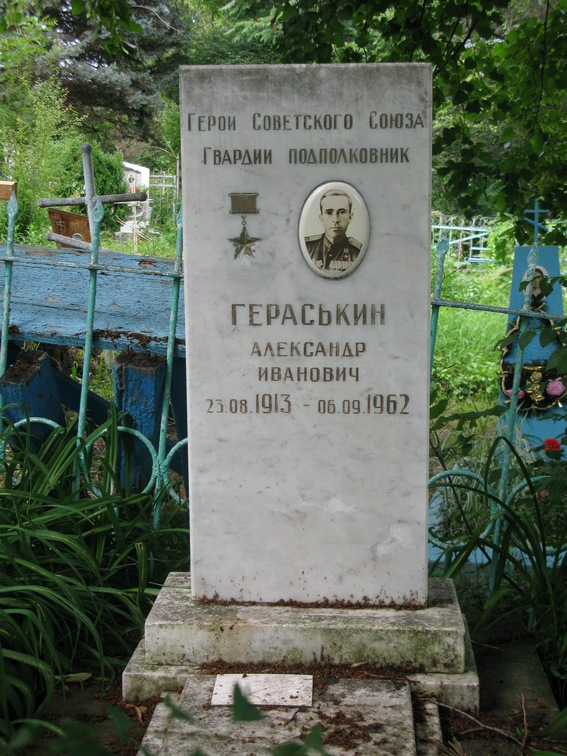 Герой Советского Союза
Гвардии подполковник
Гераськин
Александр
Иванович
23.08.1913 - 06.09.1962